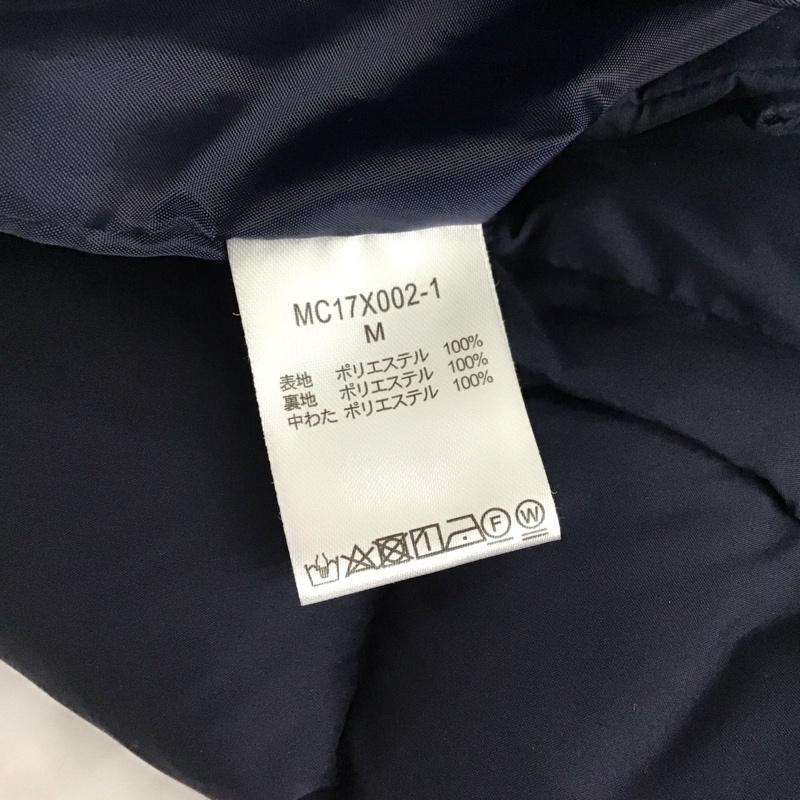 MC17X002-1
M
表地 ポリエステル 100%
裏地 ポリエステル 100%
中わた ポリエステル 100%
F W